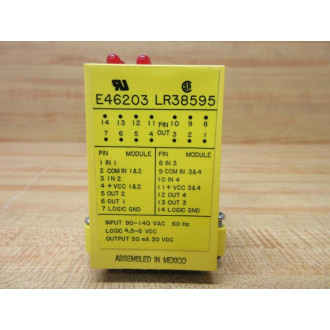 E46203 LR38595
14 13 12 11 PIN 10 9 8
7 6 5 4 OUT 3 2 1
PIN MODULE
1 IN 1
2 COM IN 1&2
3 IN 2
4 +VCC 1&2
5 OUT 2
6 OUT 1
7 LOGIC GND
PIN MODULE
8 IN 3
9 COM IN 3&4
10 IN 4
11 +VCC 3&4
12 OUT 4
13 OUT 3
14 LOGIC GND
INPUT 90-140 VAC 60 Hz
LOGIC 4.5-6 VDC
OUTPUT 50 mA 30 VDC
ASSEMBLED IN MEXICO